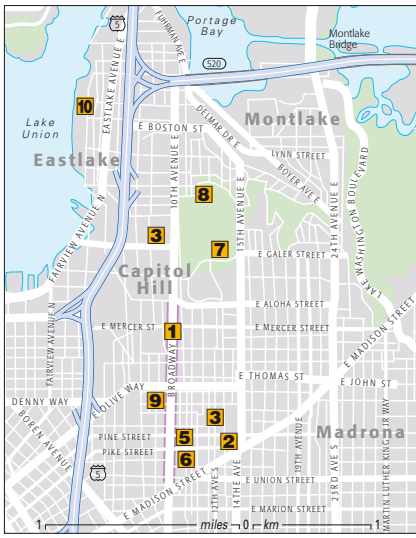 Portage
Bay
Montlake
Bridge
5
520
FUHRMAN AVE E
EASTLAKE AVENUE E
10
Lake
Union
DELMAR DR E
Montlake
E BOSTON ST
Eastlake
LYNN STREET
BOYER AVE E
10TH AVENUE E
15TH AVENUE E
24TH AVENUE E
LAKE WASHINGTON BOULEVARD
8
3
7
FAIRVIEW AVENUE N
E GALER STREET
Capitol
Hill
E ALOHA STREET
FAIRVIEW AVE N
E MERCER ST
1
E MERCER STREET
E MADISON STREET
BROADWAY
E THOMAS ST
E JOHN ST
DENNY WAY
E OLIVE WAY
9
3
BOREN AVENUE
PINE STREET
5
2
Madrona
PIKE STREET
6
5
12TH AVE S
14TH AVE
19TH AVENUE
23RD AVE S
MARTIN LUTHER KING JR WAY
E UNION STREET
E MADISON STREET
E MARION STREET
1 miles 0 km 1